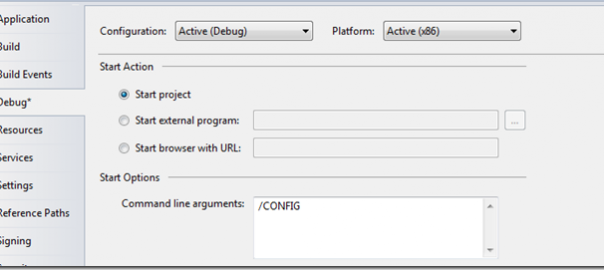 Application
Configuration: Active (Debug) Platform: Active (x86)
Build
Build Events
Start Action
Debug*
Start project
Resources
Start external program: ...
Services
Start browser with URL:
Settings
Start Options
Reference Paths
Command line arguments: /CONFIG
Signing